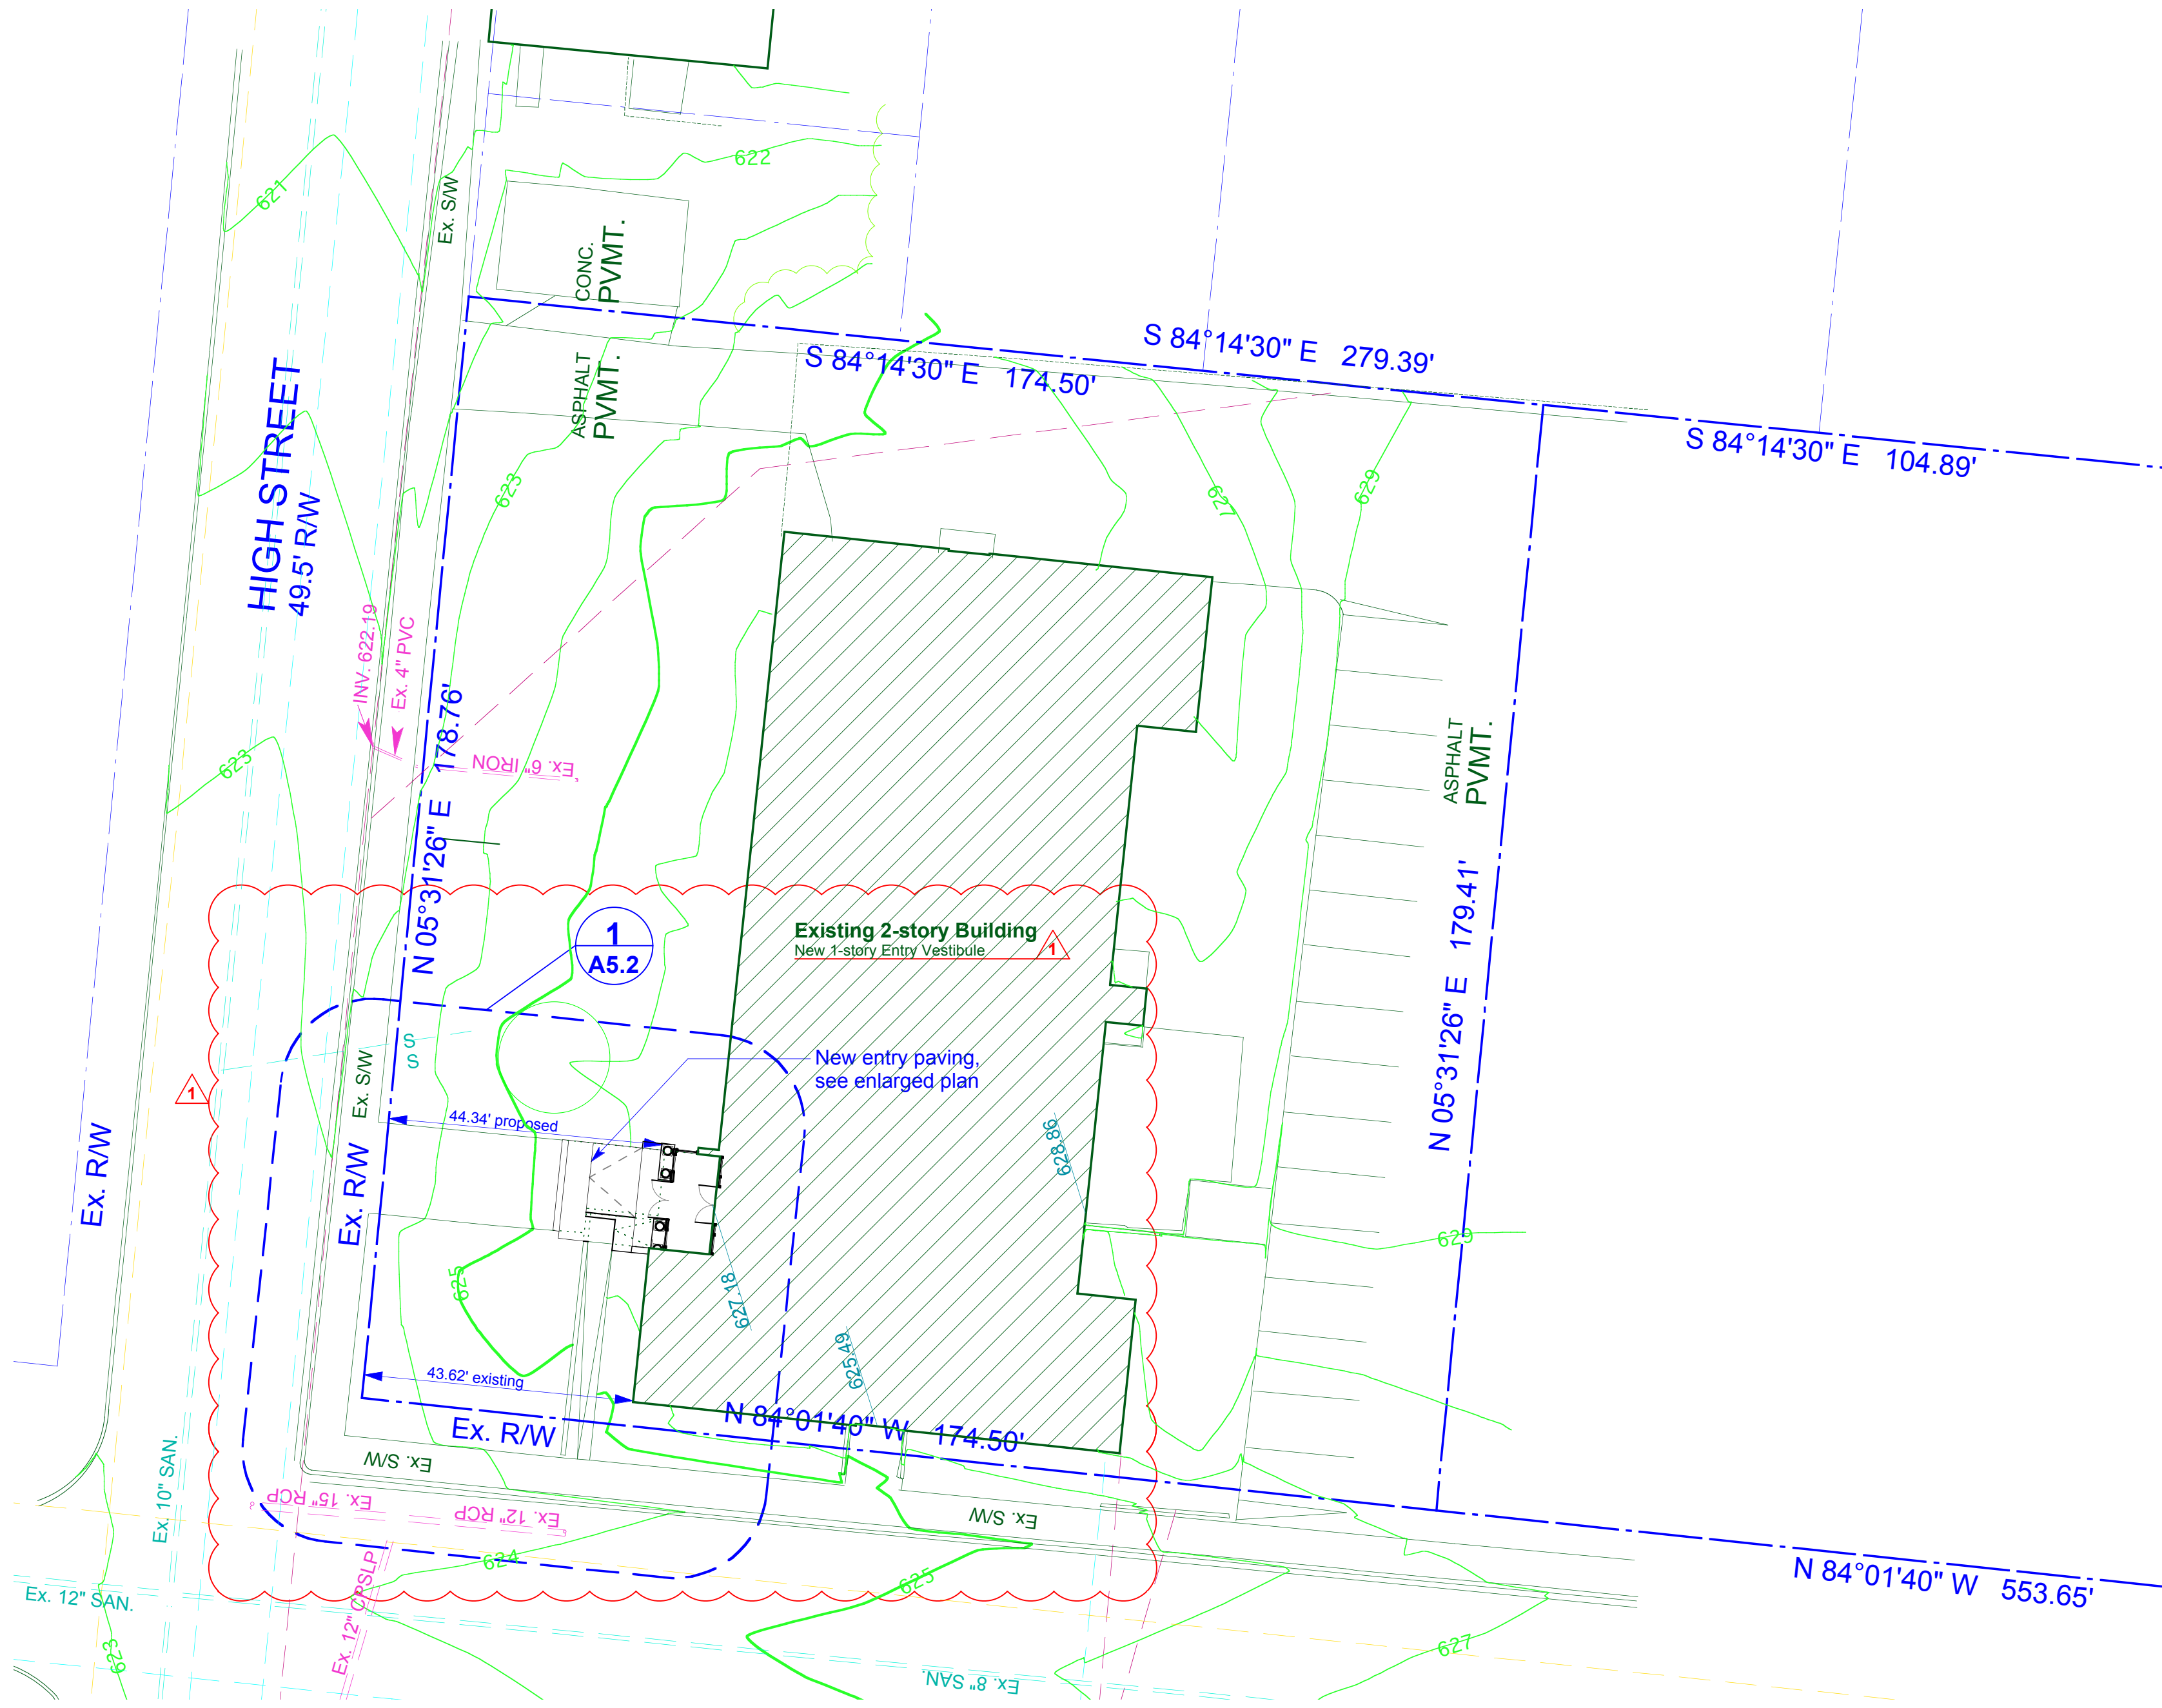 622
621
Ex. S/W
CONC.
PVMT.
S 84°14'30" E 279.39'
S 84°14'30" E 174.50'
S 84°14'30" E 104.89'
ASPHALT
PVMT.
HIGH STREET
49.5' R/W
623
627
629
INV. 622.19
Ex. 4" PVC
N 05°31'26" E 178.76'
Ex. 6" IRON
623
ASPHALT
PVMT.
N 05°31'26" E 179.41'
1
A5.2
Existing 2-story Building
New 1-story Entry Vestibule
1
S
S
New entry paving,
see enlarged plan
Ex. S/W
1
44.34' proposed
628.86
Ex. R/W
Ex. R/W
629
625
627.18
625.49
43.62' existing
N 84°01'40" W 174.50'
Ex. R/W
Ex. S/W
Ex. 10" SAN.
Ex. 15" RCP
Ex. 12" RCP
Ex. S/W
624
625
N 84°01'40" W 553.65'
Ex. 12" SAN.
Ex. 12" CPSLP
623
627
Ex. 8" SAN.